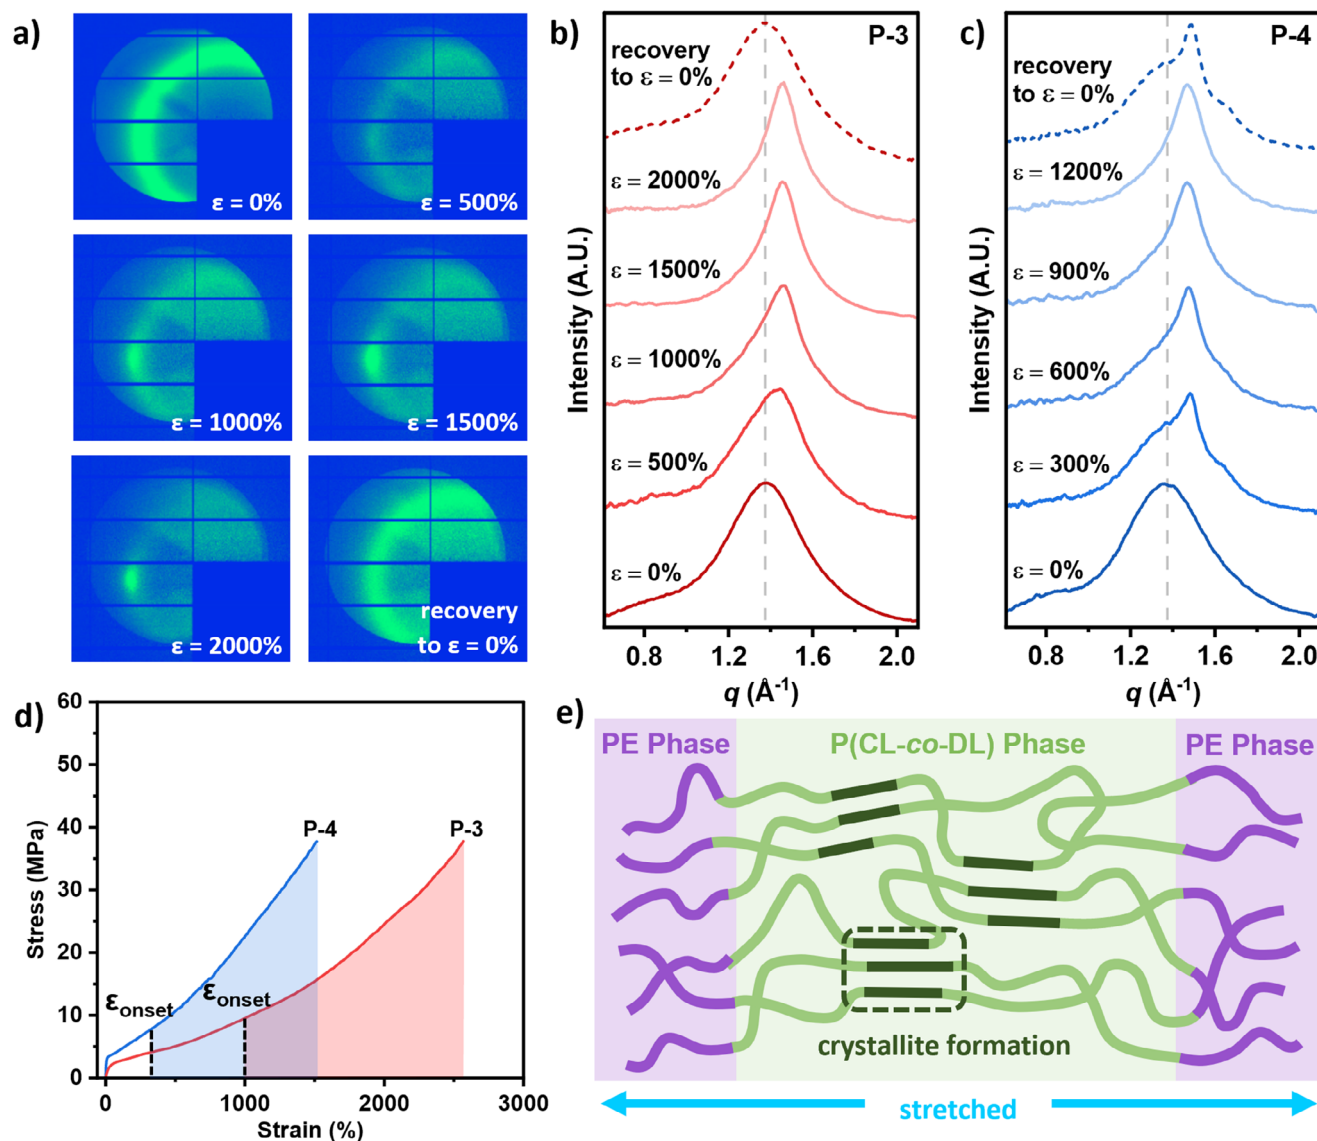 a)
ε = 0%
ε = 500%
ε = 1000%
ε = 1500%
ε = 2000%
recovery
to ε = 0%
b)
P-3
recovery
to ε = 0%
ε = 2000%
ε = 1500%
ε = 1000%
ε = 500%
ε = 0%
Intensity (A.U.)
0.8 1.2 1.6 2.0
q (Å-1)
c)
P-4
recovery
to ε = 0%
ε = 1200%
ε = 900%
ε = 600%
ε = 300%
ε = 0%
Intensity (A.U.)
0.8 1.2 1.6 2.0
q (Å-1)
d)
60
50
40
30
20
10
0
Stress (MPa)
P-4
P-3
εonset
εonset
0 1000 2000 3000
Strain (%)
e)
PE Phase
P(CL-co-DL) Phase
PE Phase
crystallite formation
stretched